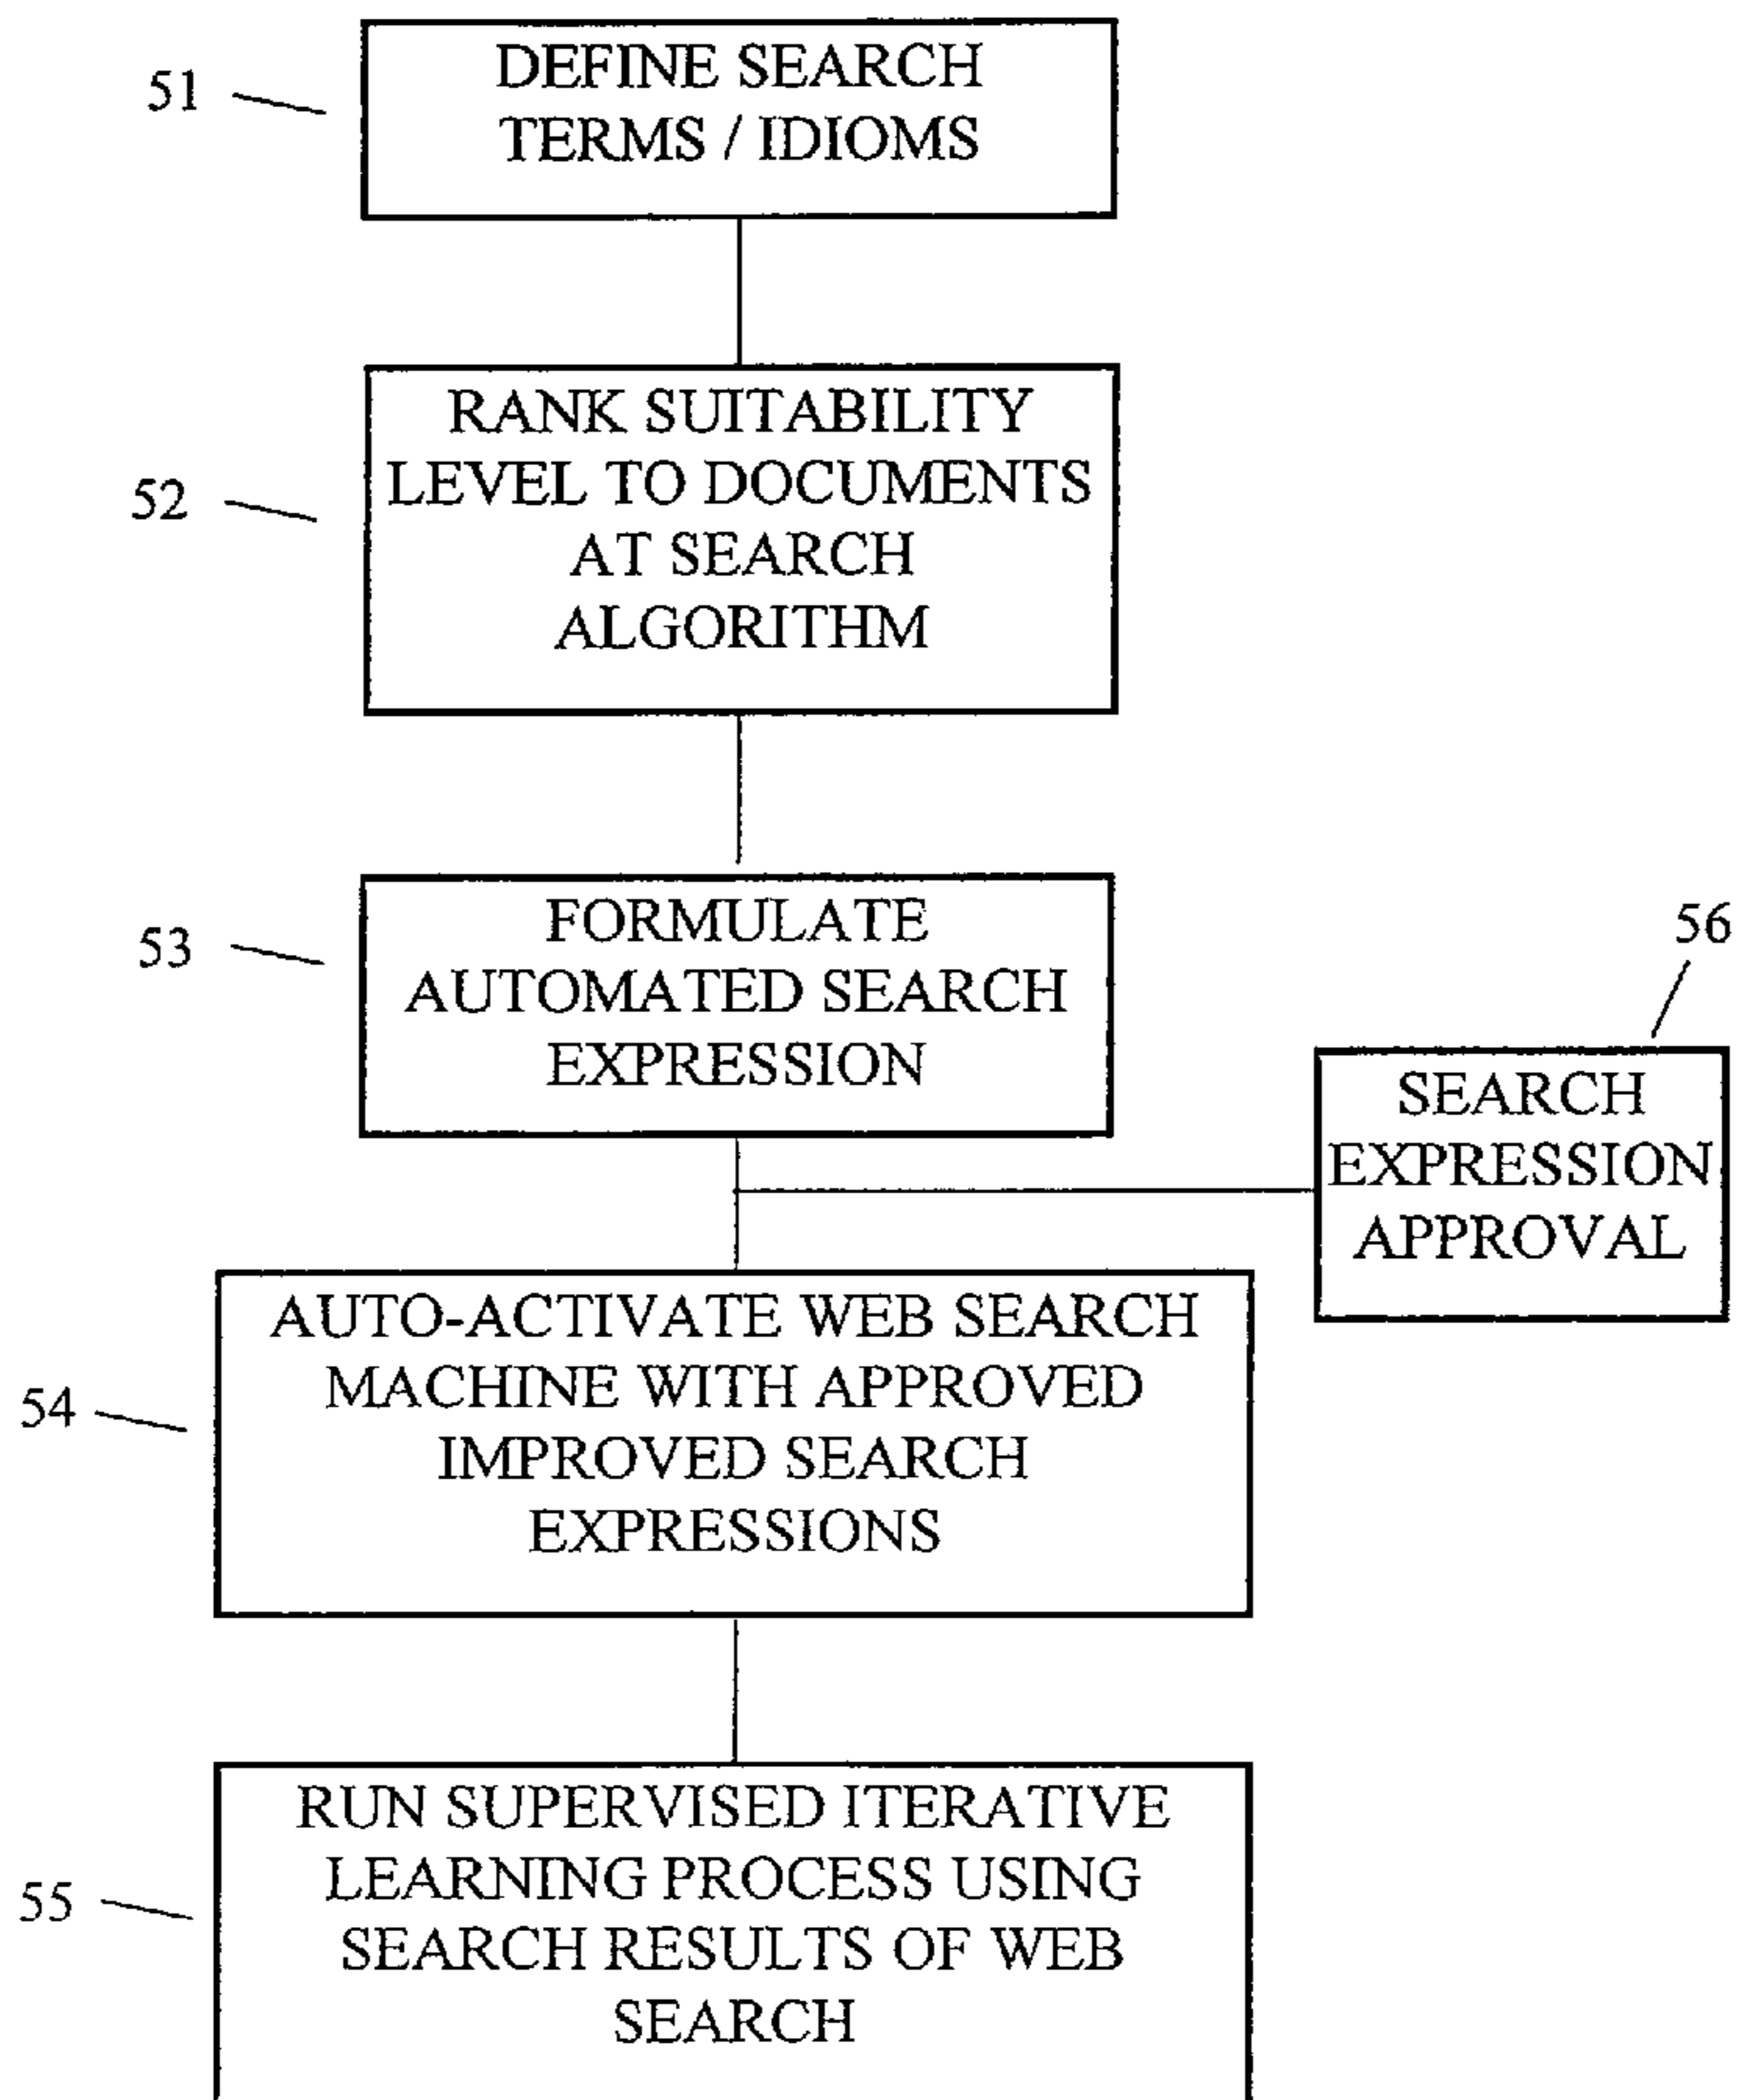 51
DEFINE SEARCH
TERMS / IDIOMS
52
RANK SUITABILITY
LEVEL TO DOCUMENTS
AT SEARCH
ALGORITHM
53
FORMULATE
AUTOMATED SEARCH
EXPRESSION
56
SEARCH
EXPRESSION
APPROVAL
54
AUTO-ACTIVATE WEB SEARCH
MACHINE WITH APPROVED
IMPROVED SEARCH
EXPRESSIONS
55
RUN SUPERVISED ITERATIVE
LEARNING PROCESS USING
SEARCH RESULTS OF WEB
SEARCH